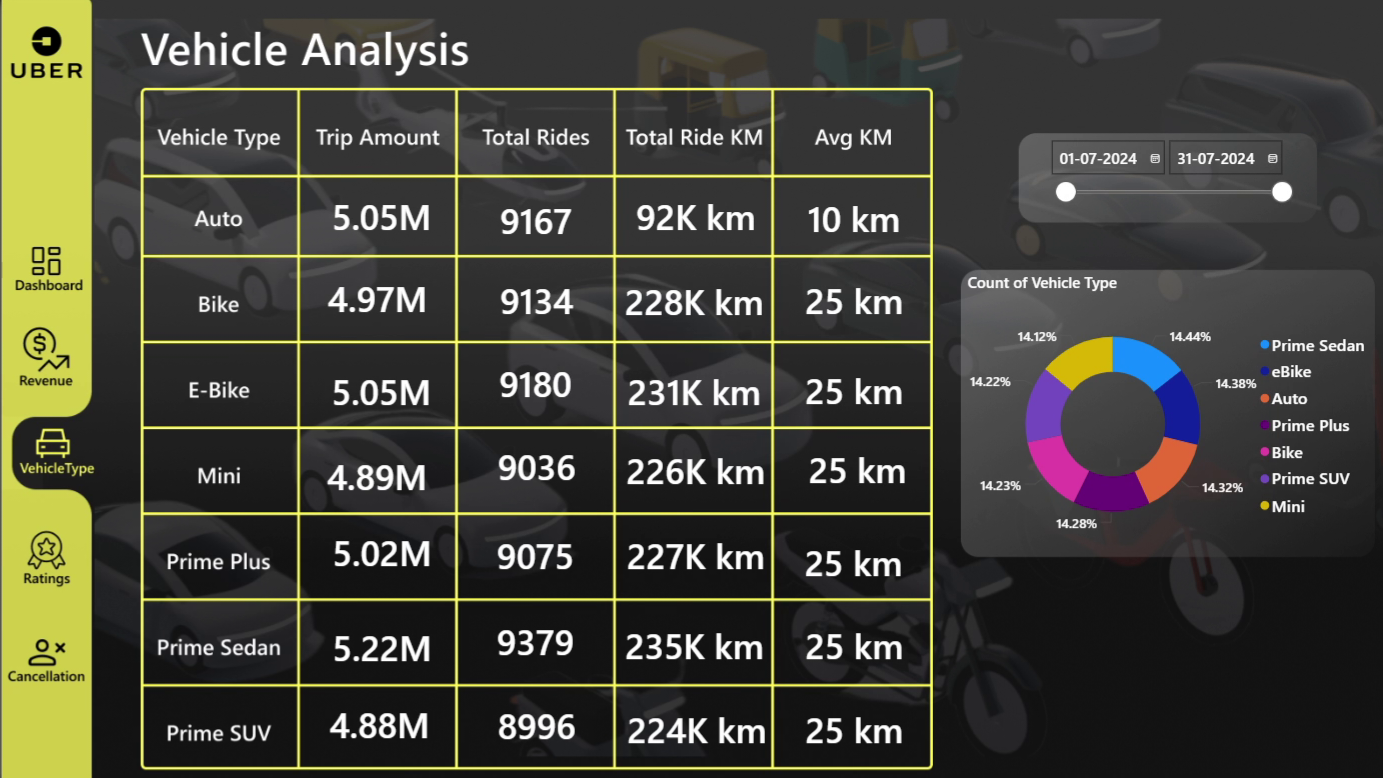 UBER
Vehicle Analysis
Vehicle Type Trip Amount Total Rides Total Ride KM Avg KM
Auto 5.05M 9167 92K km 10 km
Bike 4.97M 9134 228K km 25 km
E-Bike 5.05M 9180 231K km 25 km
Mini 4.89M 9036 226K km 25 km
Prime Plus 5.02M 9075 227K km 25 km
Prime Sedan 5.22M 9379 235K km 25 km
Prime SUV 4.88M 8996 224K km 25 km
Dashboard
Revenue
VehicleType
Ratings
Cancellation
01-07-2024 31-07-2024
Count of Vehicle Type
14.44%
14.38%
14.32%
14.28%
14.23%
14.22%
14.12%
Prime Sedan
eBike
Auto
Prime Plus
Bike
Prime SUV
Mini